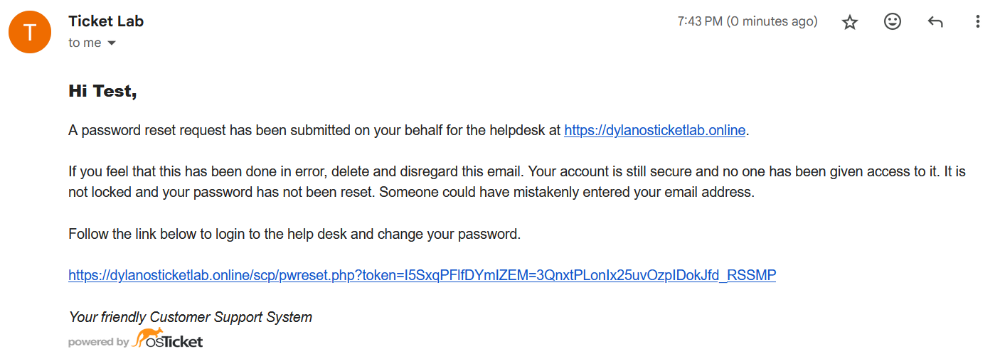 T
Ticket Lab
7:43 PM (0 minutes ago)
to me
Hi Test,
A password reset request has been submitted on your behalf for the helpdesk at https://dylanosticketlab.online.
If you feel that this has been done in error, delete and disregard this email. Your account is still secure and no one has been given access to it. It is
not locked and your password has not been reset. Someone could have mistakenly entered your email address.
Follow the link below to login to the help desk and change your password.
https://dylanosticketlab.online/scp/pwreset.php?token=I5SxqPFlfDYmIZEM=3QnxtPLonIx25uvOzpIDokJfd_RSSMP
Your friendly Customer Support System
powered by osTicket